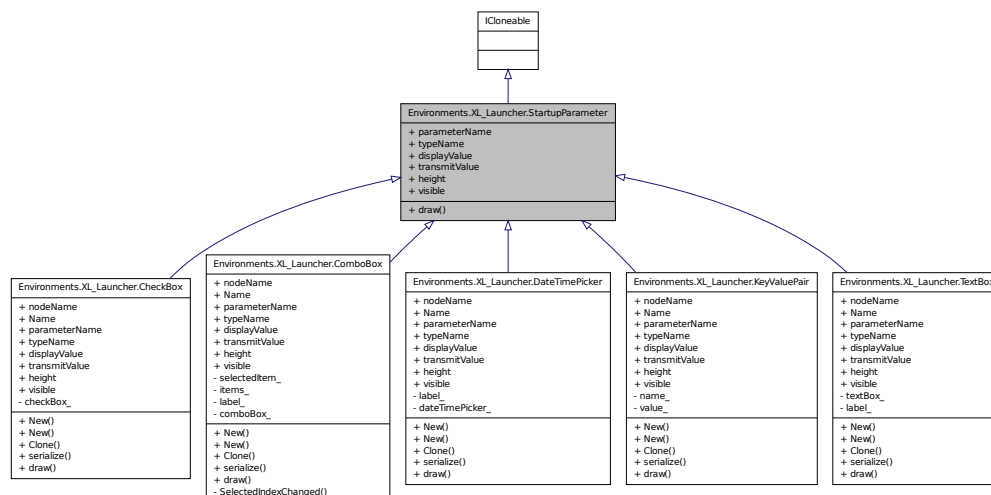 ICloneable
Environments.XL_Launcher.StartupParameter
+ parameterName
+ typeName
+ displayValue
+ transmitValue
+ height
+ visible
+ draw()
Environments.XL_Launcher.CheckBox
+ nodeName
+ Name
+ parameterName
+ typeName
+ displayValue
+ transmitValue
+ height
+ visible
- checkBox_
+ New()
+ New()
+ Clone()
+ serialize()
+ draw()
Environments.XL_Launcher.ComboBox
+ nodeName
+ Name
+ parameterName
+ typeName
+ displayValue
+ transmitValue
+ height
+ visible
- selectedItem_
- items_
- label_
- comboBox_
+ New()
+ New()
+ Clone()
+ serialize()
+ draw()
- SelectedIndexChanged()
Environments.XL_Launcher.DateTimePicker
+ nodeName
+ Name
+ parameterName
+ typeName
+ displayValue
+ transmitValue
+ height
+ visible
- label_
- dateTimePicker_
+ New()
+ New()
+ Clone()
+ serialize()
+ draw()
Environments.XL_Launcher.KeyValuePair
+ nodeName
+ Name
+ parameterName
+ typeName
+ displayValue
+ transmitValue
+ height
+ visible
- name_
- value_
+ New()
+ New()
+ Clone()
+ serialize()
+ draw()
Environments.XL_Launcher.TextBox
+ nodeName
+ Name
+ parameterName
+ typeName
+ displayValue
+ transmitValue
+ height
+ visible
- textBox_
- label_
+ New()
+ New()
+ Clone()
+ serialize()
+ draw()